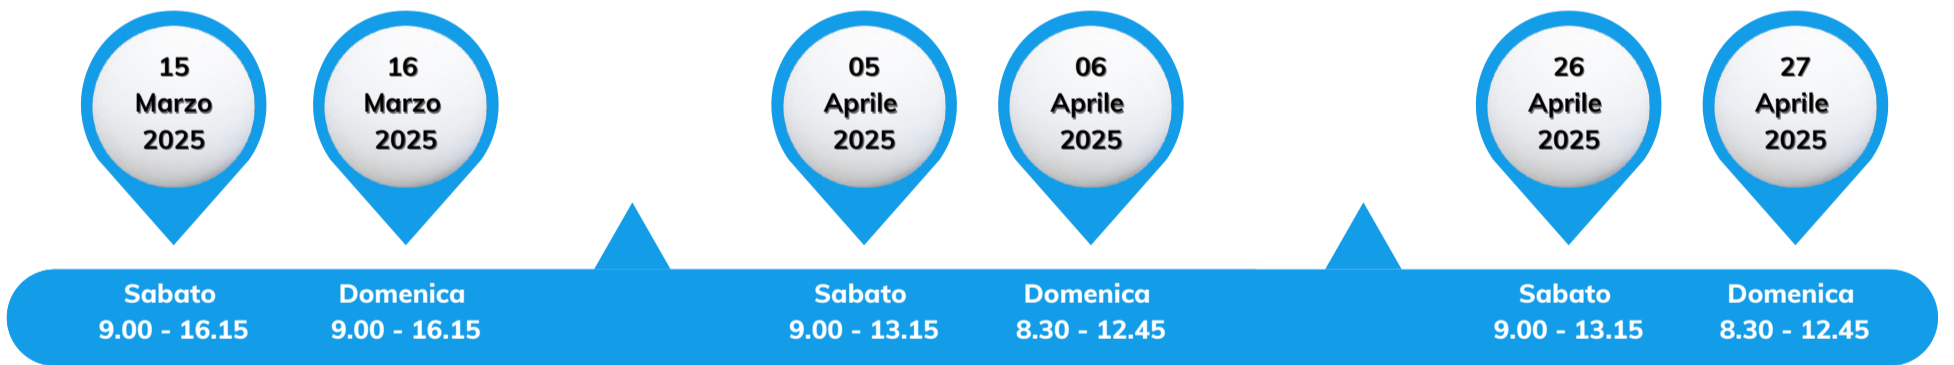 15
Marzo
2025
16
Marzo
2025
05
Aprile
2025
06
Aprile
2025
26
Aprile
2025
27
Aprile
2025
Sabato
9.00 - 16.15
Domenica
9.00 - 16.15
Sabato
9.00 - 13.15
Domenica
8.30 - 12.45
Sabato
9.00 - 13.15
Domenica
8.30 - 12.45